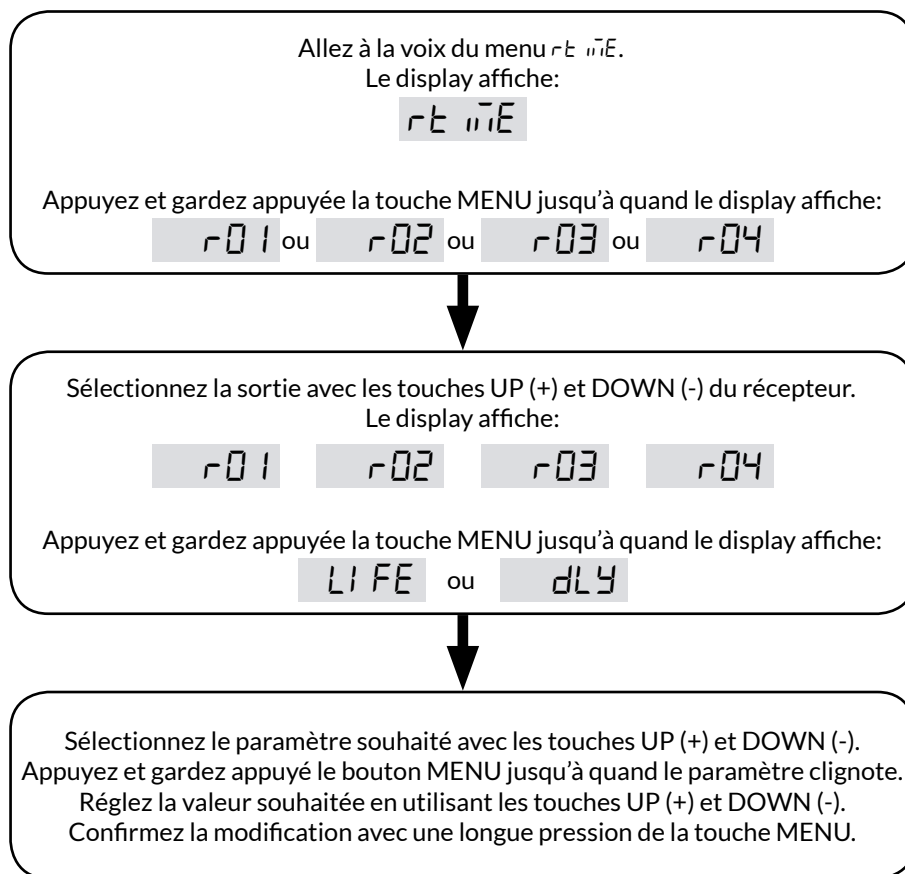 Allez à la voix du menu rt mE.
Le display affiche:
rt mE
Appuyez et gardez appuyée la touche MENU jusqu'à quand le display affiche:
r01 ou r02 ou r03 ou r04
Sélectionnez la sortie avec les touches UP (+) et DOWN (-) du récepteur.
Le display affiche:
r01 r02 r03 r04
Appuyez et gardez appuyée la touche MENU jusqu'à quand le display affiche:
LIFE ou dLY
Sélectionnez le paramètre souhaité avec les touches UP (+) et DOWN (-).
Appuyez et gardez appuyé le bouton MENU jusqu'à quand le paramètre clignote.
Réglez la valeur souhaitée en utilisant les touches UP (+) et DOWN (-).
Confirmez la modification avec une longue pression de la touche MENU.